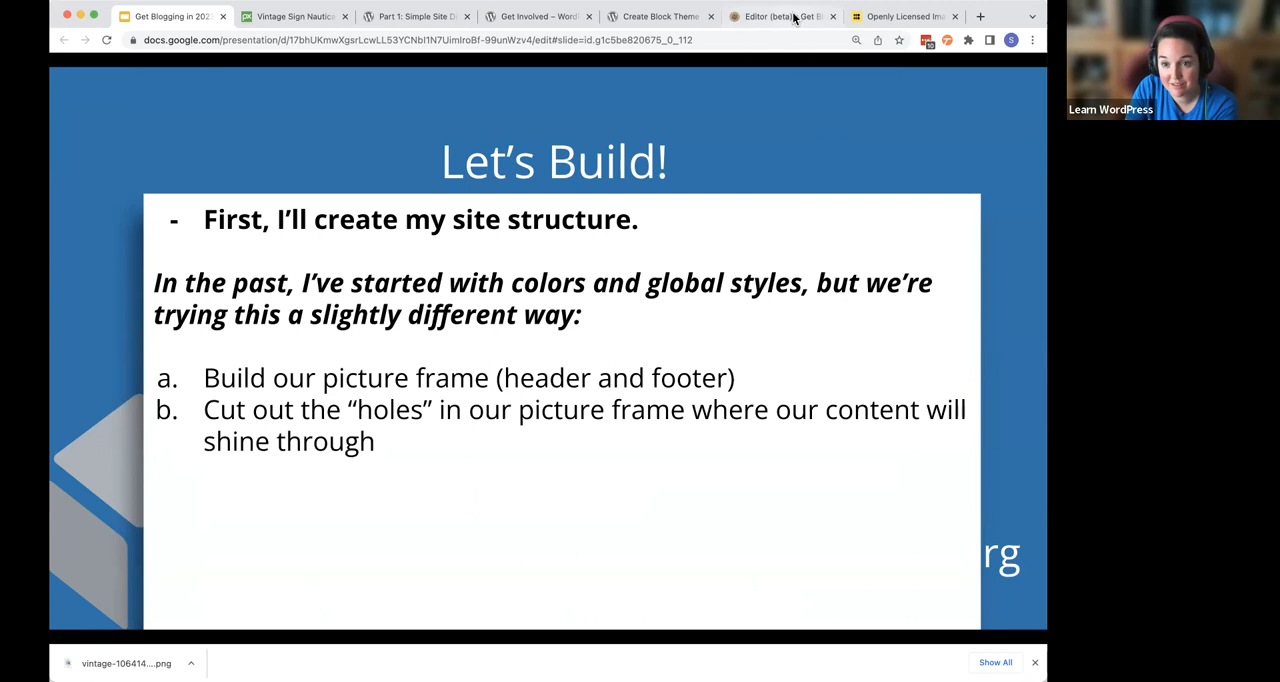 Get Blogging in 202
Vintage Sign Nautica
Part 1: Simple Site D
Get Involved – Word
Create Block Theme
Editor (beta) Get B
Openly Licensed Ima
docs.google.com/presentation/d/17bhUKmwXgsrLcwLL53YCNbI1N7UimIroBf-99unWzv4/edit#slide=id.g1c5be820675_0_112
10
S
Learn WordPress
Let’s Build!
- First, I’ll create my site structure.
In the past, I’ve started with colors and global styles, but we’re
trying this a slightly different way:
a. Build our picture frame (header and footer)
b. Cut out the “holes” in our picture frame where our content will
shine through
rg
vintage-106414....png
Show All